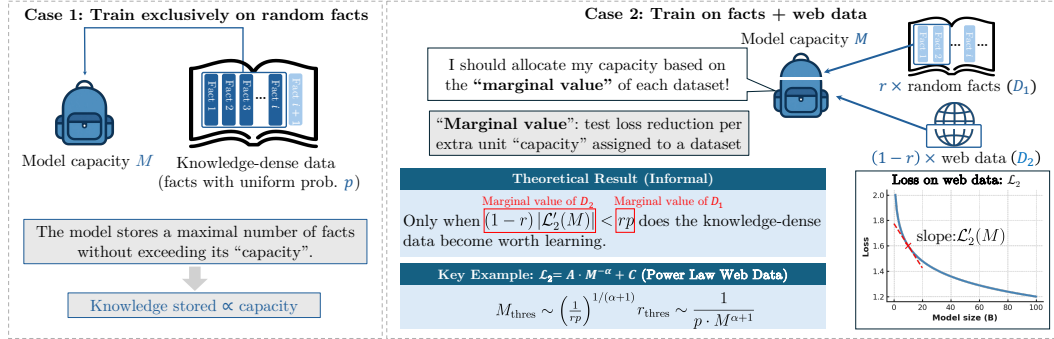 Case 1: Train exclusively on random facts
Fact 1
Fact 2
Fact 3
...
Fact i
Fact i + 1
Model capacity M
Knowledge-dense data
(facts with uniform prob. p)
The model stores a maximal number of facts
without exceeding its “capacity”.
Knowledge stored ∝ capacity
Case 2: Train on facts + web data
Model capacity M
I should allocate my capacity based on
the “marginal value” of each dataset!
“Marginal value”: test loss reduction per
extra unit “capacity” assigned to a dataset
...
r × random facts (D₁)
(1 − r) × web data (D₂)
Theoretical Result (Informal)
Marginal value of D₂ Marginal value of D₁
Only when (1 − r) |ℒ′₂(M)| < rp does the knowledge-dense
data become worth learning.
Key Example: ℒ₂= A · M^{−α} + C (Power Law Web Data)
M_thres ∼ (1/rp)^{1/(α+1)} r_thres ∼ 1/(p · M^{α+1})
Loss on web data: ℒ₂
Loss
2.0
1.8
1.6
1.4
1.2
slope:ℒ′₂(M)
0 20 40 60 80 100
Model size (B)